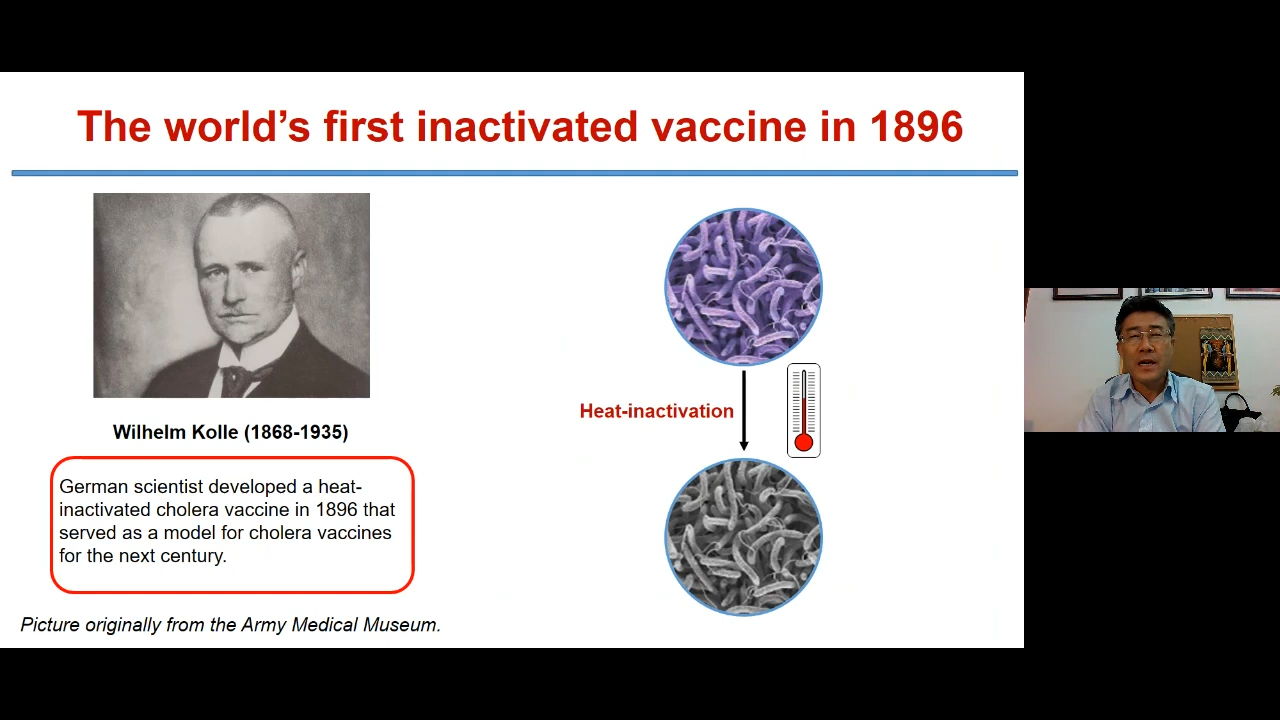 The world’s first inactivated vaccine in 1896
Wilhelm Kolle (1868-1935)
German scientist developed a heat-
inactivated cholera vaccine in 1896 that
served as a model for cholera vaccines
for the next century.
Picture originally from the Army Medical Museum.
Heat-inactivation